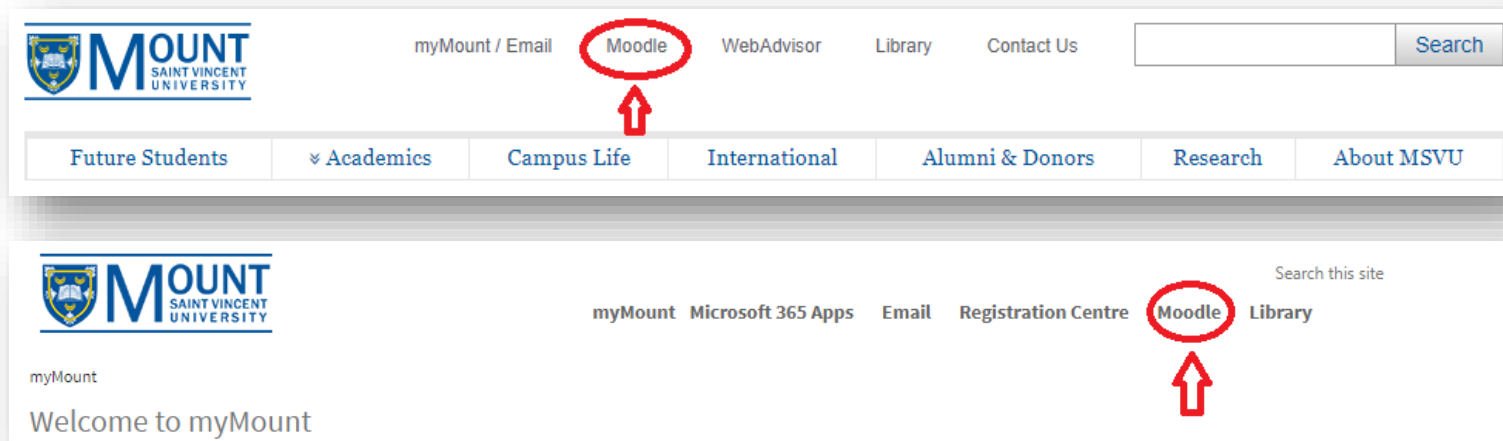 MOUNT
SAINT VINCENT
UNIVERSITY
myMount / Email Moodle WebAdvisor Library Contact Us Search
Future Students ¥ Academics Campus Life International Alumni & Donors Research About MSVU
MOUNT
SAINT VINCENT
UNIVERSITY
Search this site
myMount Microsoft 365 Apps Email Registration Centre Moodle Library
myMount
Welcome to myMount